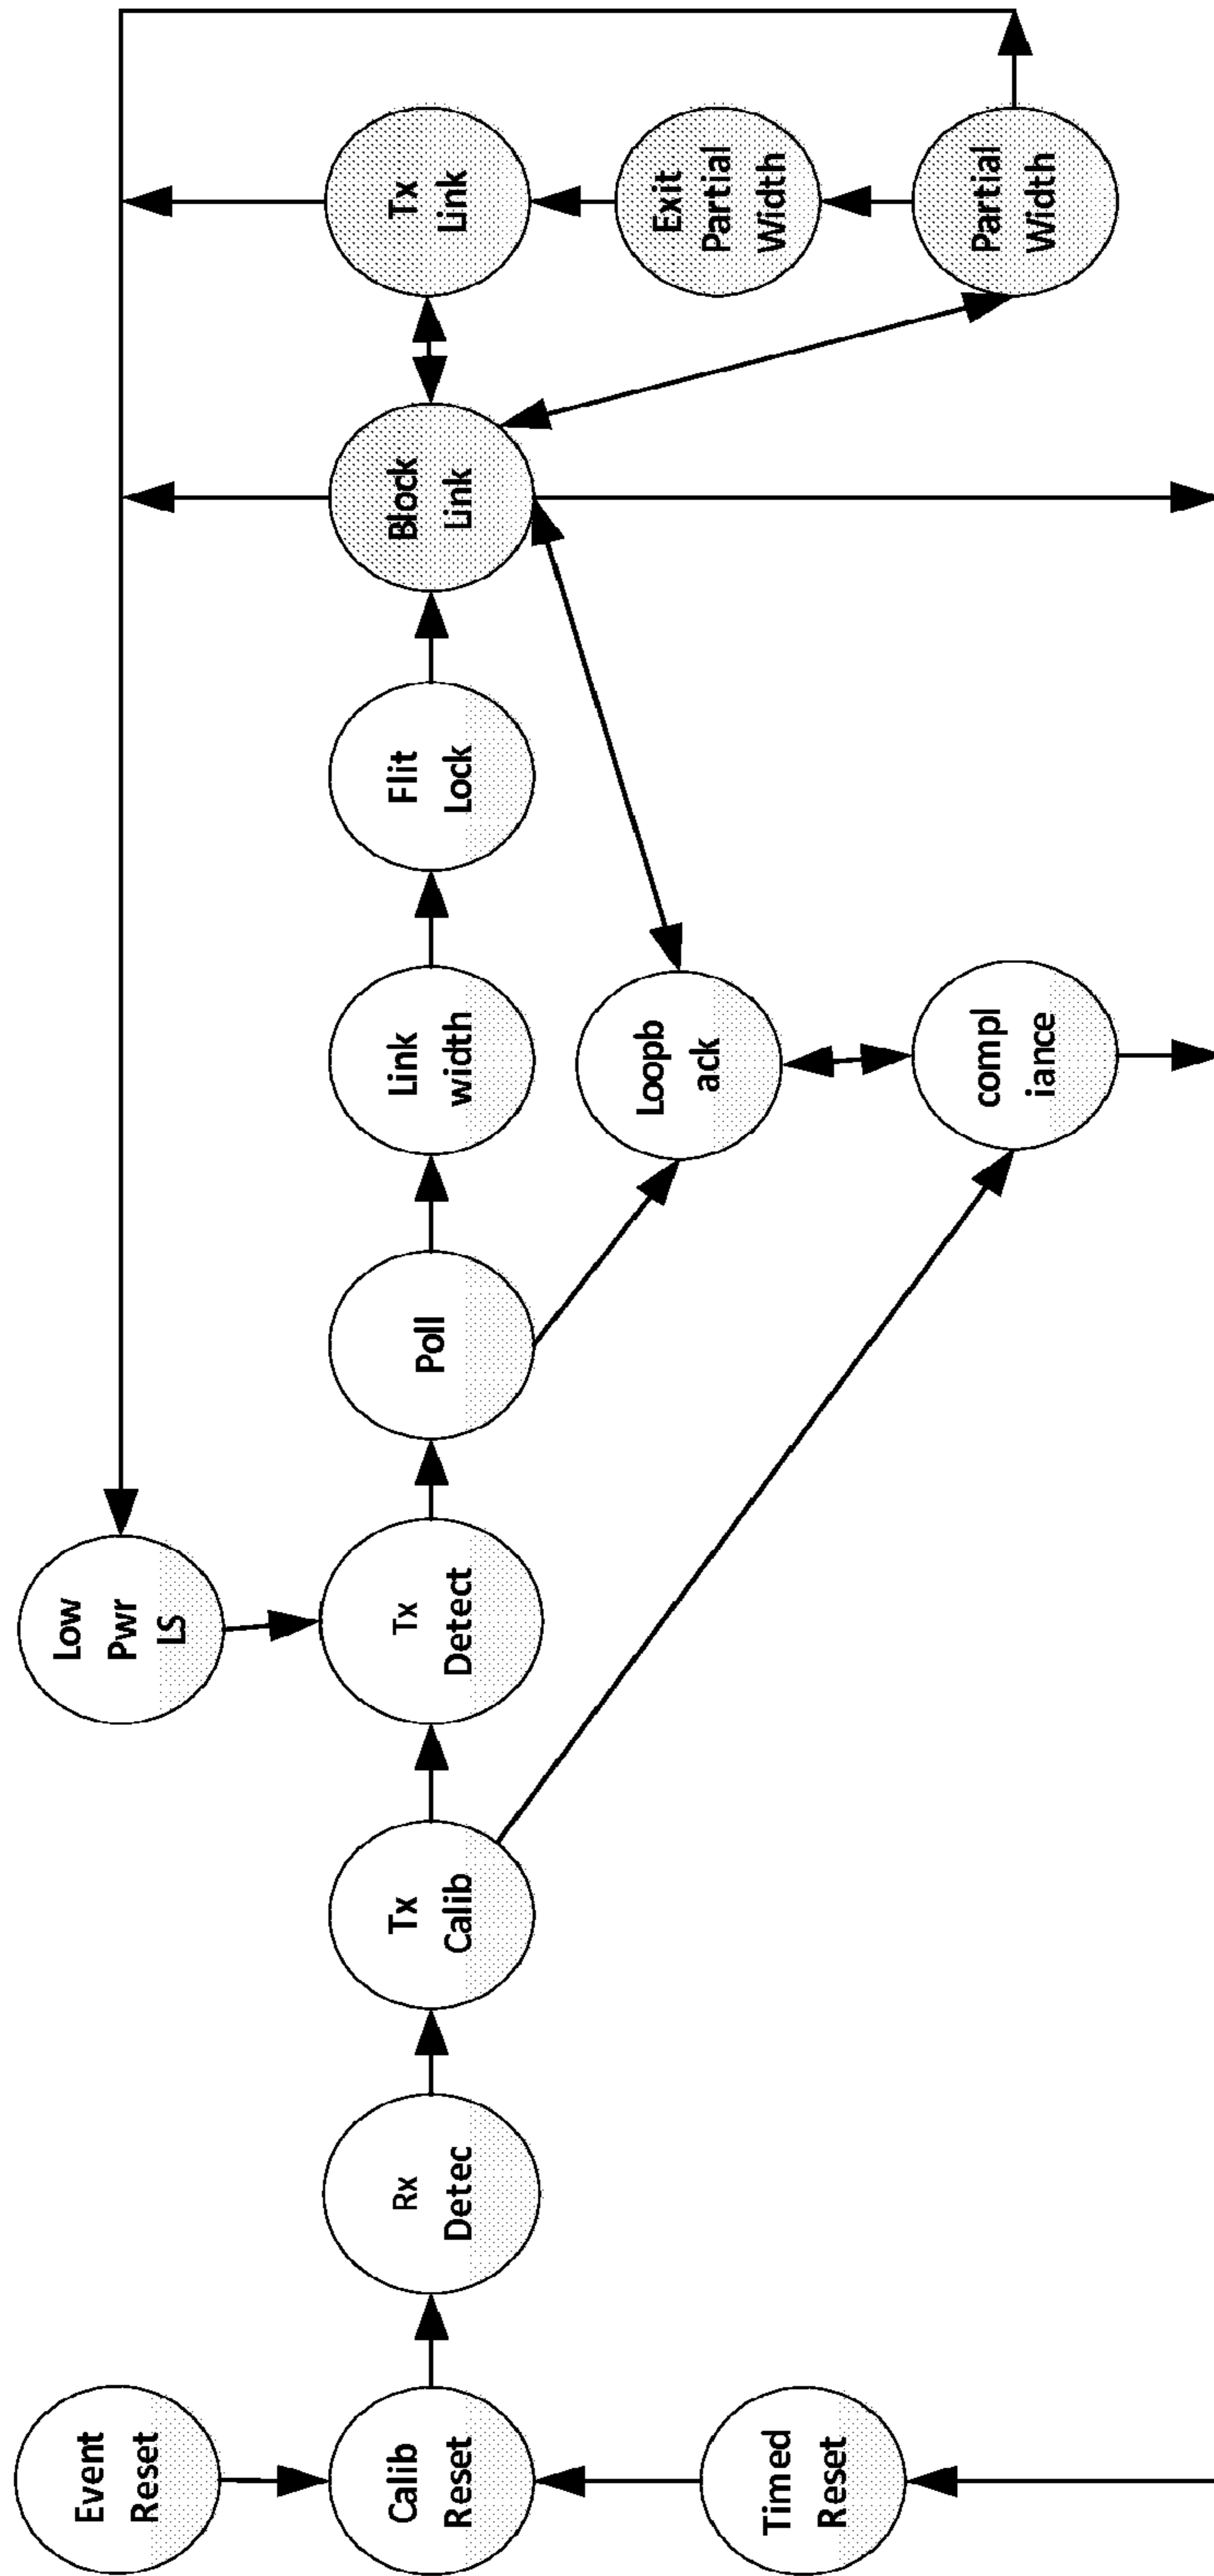 Event
Reset
Low
Pwr
LS
Calib
Reset
Rx
Detec
Tx
Calib
Tx
Detect
Poll
Link
width
Flit
Lock
Block
Link
Tx
Link
Loopb
ack
Exit
Partial
Width
Timed
Reset
compl
iance
Partial
Width